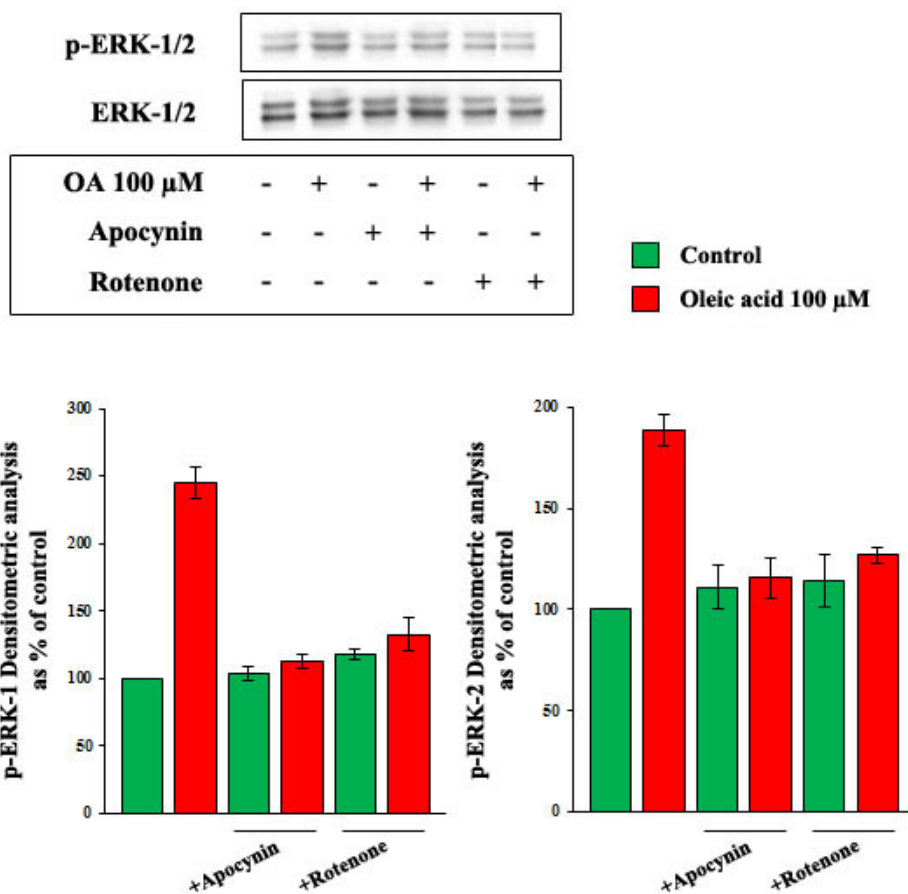 p-ERK-1/2
ERK-1/2
OA 100 μM - + - + - +
Apocynin - - + + - -
Rotenone - - - - + +
Control
Oleic acid 100 μM
p-ERK-1 Densitometric analysis
as % of control
300
250
200
150
100
50
0
+Apocynin
+Rotenone
p-ERK-2 Densitometric analysis
as % of control
200
150
100
50
0
+Apocynin
+Rotenone